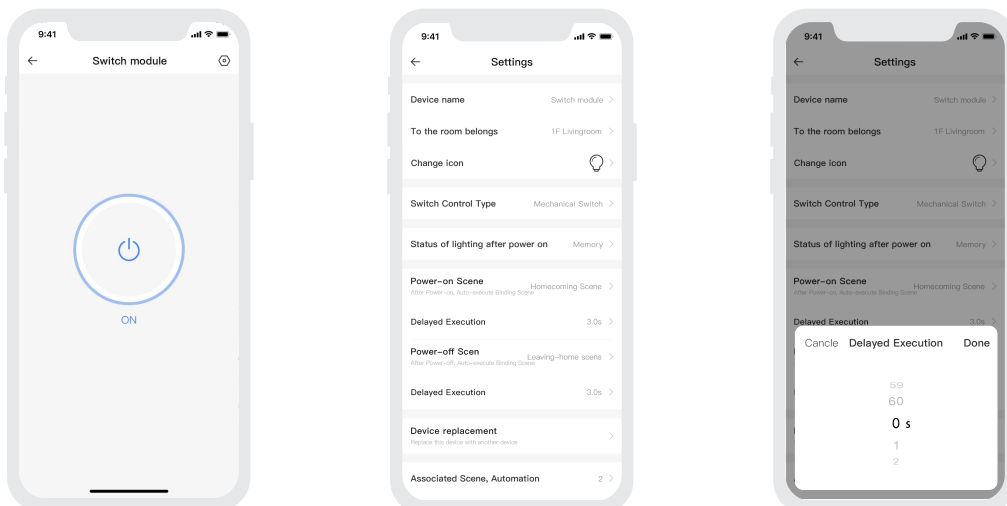 9:41
Switch module
ON
9:41
Settings
Device name Switch module
To the room belongs 1F Livingroom
Change icon
Switch Control Type Mechanical Switch
Status of lighting after power on Memory
Power-on Scene Homecoming Scene
After Power-on, Auto-execute Binding Scene
Delayed Execution 3.0s
Power-off Scen Leaving-home scens
After Power-off, Auto-execute Binding Scene
Delayed Execution 3.0s
Device replacement
Replace this device with another device
Associated Scene, Automation 2
9:41
Settings
Device name Switch module
To the room belongs 1F Livingroom
Change icon
Switch Control Type Mechanical Switch
Status of lighting after power on Memory
Power-on Scene Homecoming Scene
After Power-on, Auto-execute Binding Scene
Delayed Execution 3.0s
Cancle Delayed Execution Done
59
60
0 s
1
2